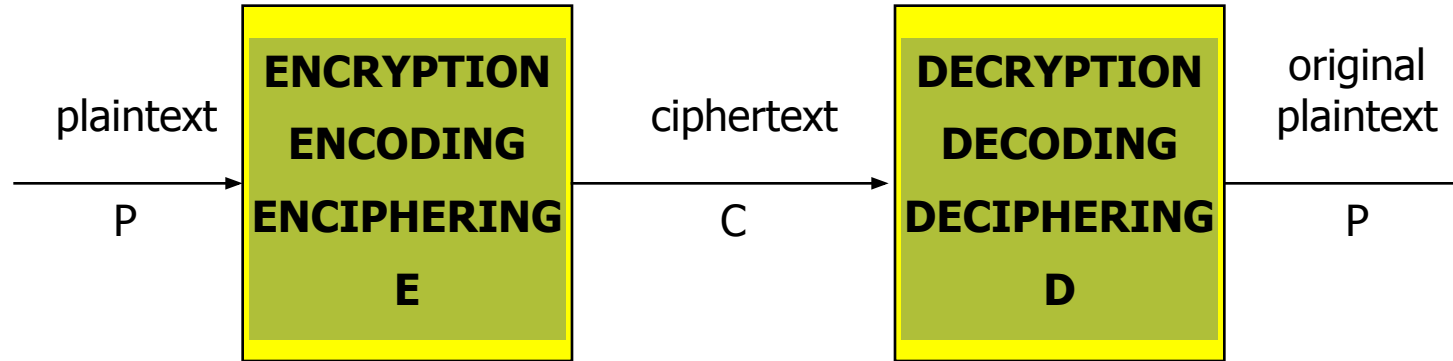 plaintext
P
ENCRYPTION
ENCODING
ENCIPHERING
E
ciphertext
C
DECRYPTION
DECODING
DECIPHERING
D
original
plaintext
P